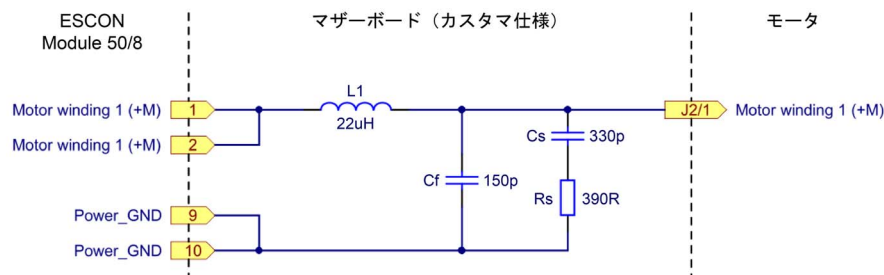 ESCON
Module 50/8
マザーボード（カスタマ仕様）
モータ
L1
22uH
Motor winding 1 (+M) 1
Motor winding 1 (+M) 2
J2/1 Motor winding 1 (+M)
Cs 330p
Cf 150p
Rs 390R
Power_GND 9
Power_GND 10